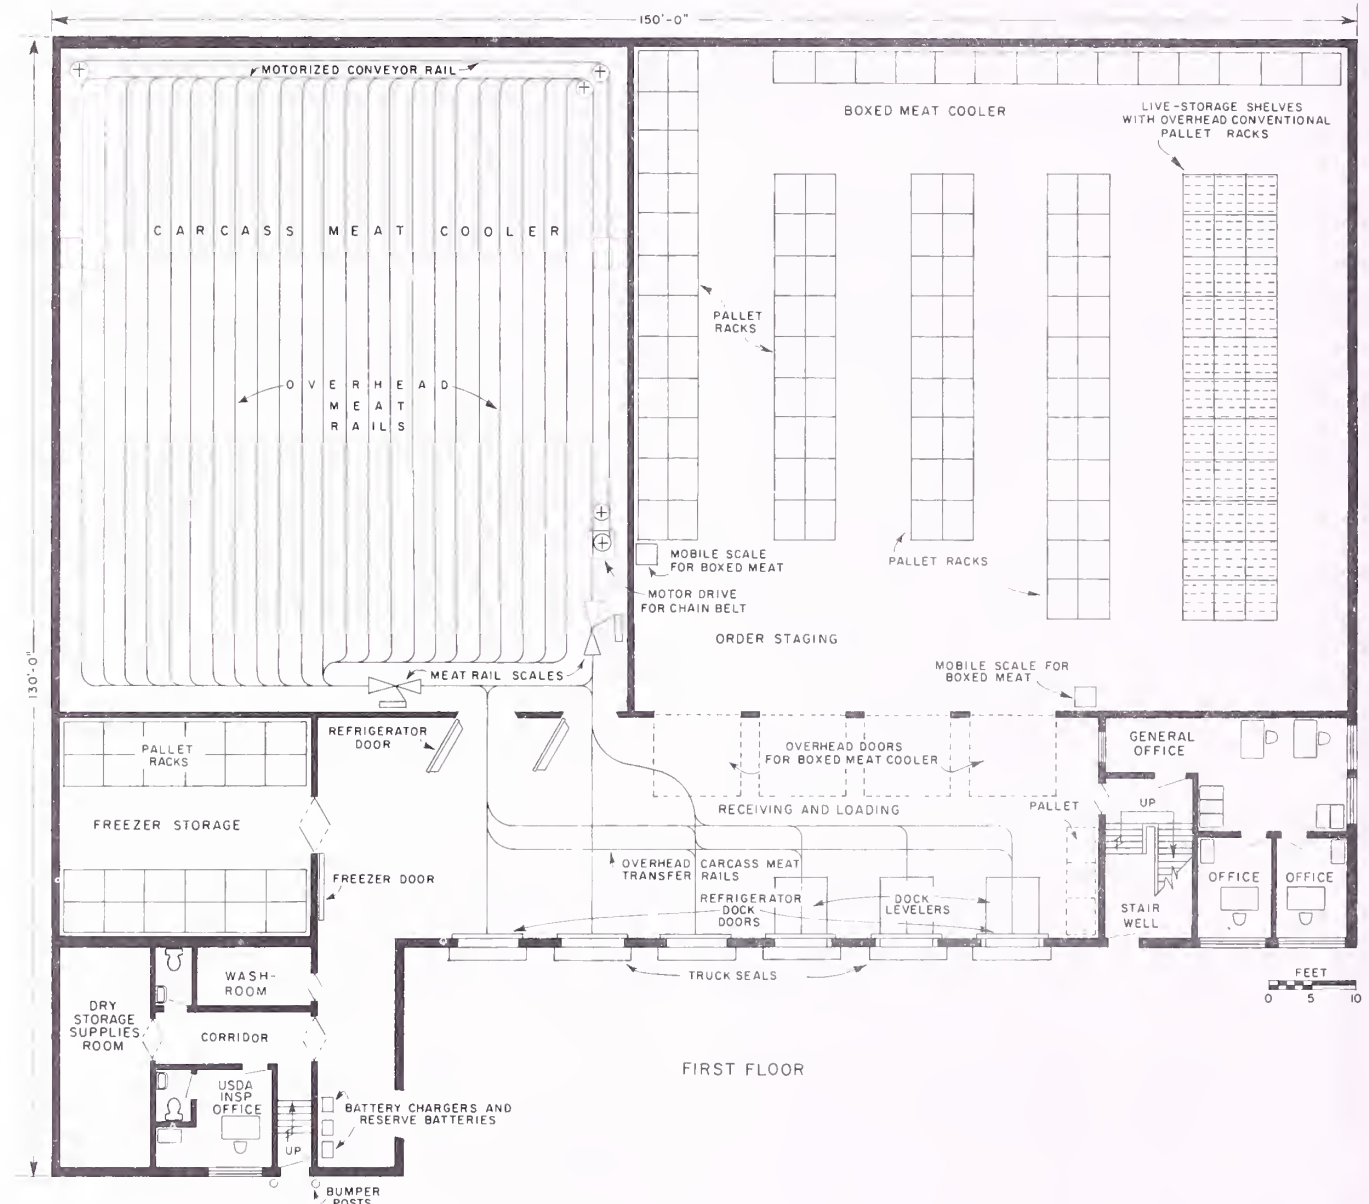 150'-0"
MOTORIZED CONVEYOR RAIL
BOXED MEAT COOLER
LIVE-STORAGE SHELVES
WITH OVERHEAD CONVENTIONAL
PALLET RACKS
CARCASS MEAT COOLER
PALLET
RACKS
OVERHEAD
MEAT
RAILS
MOBILE SCALE
FOR BOXED MEAT
PALLET RACKS
MOTOR DRIVE
FOR CHAIN BELT
ORDER STAGING
130'-0"
MEAT RAIL SCALES
MOBILE SCALE FOR
BOXED MEAT
REFRIGERATOR
DOOR
PALLET
RACKS
OVERHEAD DOORS
FOR BOXED MEAT COOLER
GENERAL
OFFICE
RECEIVING AND LOADING
PALLET
UP
FREEZER STORAGE
OVERHEAD CARCASS MEAT
TRANSFER RAILS
FREEZER DOOR
REFRIGERATOR
DOCK
DOORS
DOCK
LEVELERS
OFFICE
OFFICE
STAIR
WELL
TRUCK SEALS
FEET
0 5 10
WASH-
ROOM
DRY
STORAGE
SUPPLIES
ROOM
CORRIDOR
FIRST FLOOR
USDA
INSP
OFFICE
BATTERY CHARGERS AND
RESERVE BATTERIES
UP
BUMPER
POSTS